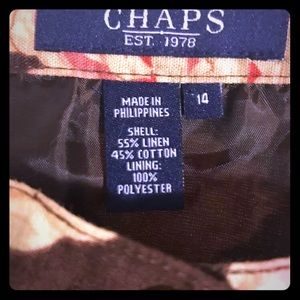 CHAPS
EST. 1978
14
MADE IN
PHILIPPINES
SHELL:
55% LINEN
45% COTTON
LINING:
100%
POLYESTER